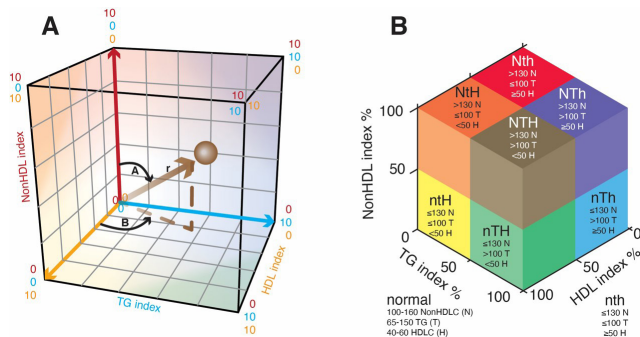 A
10
0
0
10
0
10
10
10
0
10
10
10
NonHDL index
A
r
0
0
0
B
0
10
0
0
0
10
TG index
HDL index
0
10
10
B
Nth
>130 N
≤100 T
≥50 H
NtH
>130 N
≤100 T
<50 H
NTh
>130 N
>100 T
≥50 H
NTH
>130 N
>100 T
<50 H
100
50
0
NonHDL index %
ntH
≤130 N
≤100 T
<50 H
nTH
≤130 N
>100 T
<50 H
nTh
≤130 N
>100 T
≥50 H
0
50
100
100
50
TG index %
HDL index %
normal
100-160 NonHDLC (N)
65-150 TG (T)
40-60 HDLC (H)
nth
≤130 N
≤100 T
≥50 H